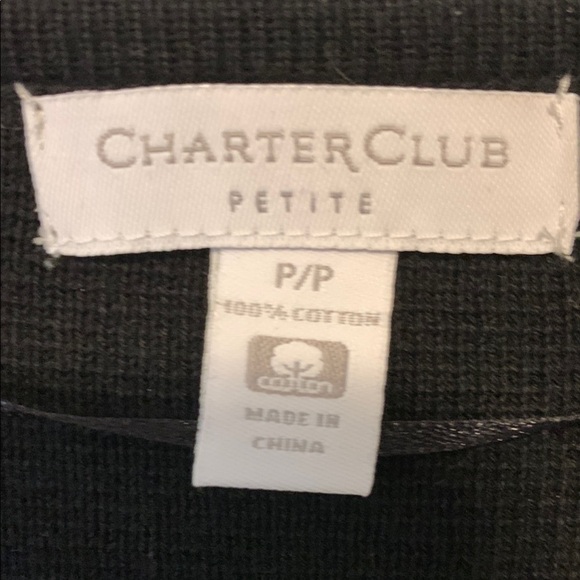 CHARTER CLUB
PETITE
P/P
100% COTTON
cotton
MADE IN
CHINA